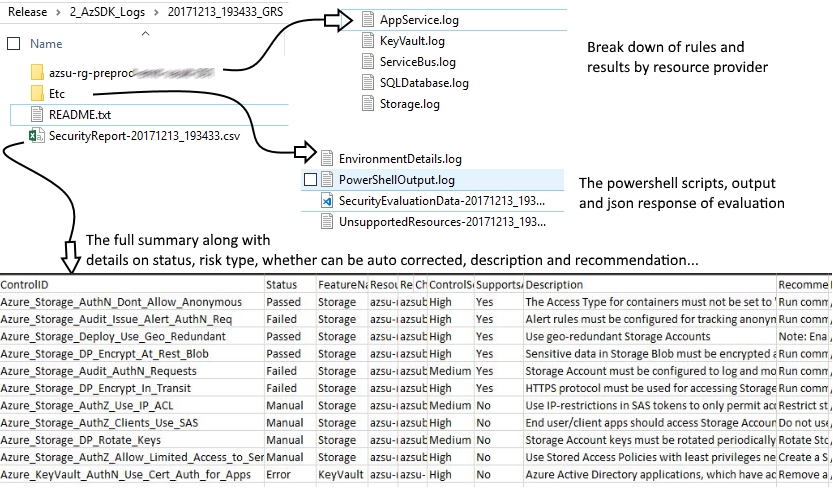 Release > 2_AzSDK_Logs > 20171213_193433_GRS
Name
azsu-rg-preprod
Etc
README.txt
SecurityReport-20171213_193433.csv
AppService.log
KeyVault.log
ServiceBus.log
SQLDatabase.log
Storage.log
Break down of rules and
results by resource provider
EnvironmentDetails.log
PowerShellOutput.log
SecurityEvaluationData-20171213_193...
UnsupportedResources-20171213_193...
The powershell scripts, output
and json response of evaluation
The full summary along with
details on status, risk type, whether can be auto corrected, description and recommendation...
ControlID Status FeatureNa Resou Re Ch ControlSe SupportsA Description Recomme
Azure_Storage_AuthN_Dont_Allow_Anonymous Passed Storage azsu-r azsub High Yes The Access Type for containers must not be set to ' Run comm
Azure_Storage_Audit_Issue_Alert_AuthN_Req Failed Storage azsu-r azsub High Yes Alert rules must be configured for tracking anonym Run comm
Azure_Storage_Deploy_Use_Geo_Redundant Passed Storage azsu-r azsub High Yes Use geo-redundant Storage Accounts Note: Ena
Azure_Storage_DP_Encrypt_At_Rest_Blob Passed Storage azsu-r azsub High Yes Sensitive data in Storage Blob must be encrypted a Run comm
Azure_Storage_Audit_AuthN_Requests Failed Storage azsu-r azsub Medium Yes Storage Account must be configured to log and mo Run comm
Azure_Storage_DP_Encrypt_In_Transit Failed Storage azsu-r azsub High Yes HTTPS protocol must be used for accessing Storage Run comm
Azure_Storage_AuthZ_Use_IP_ACL Manual Storage azsu-r azsub Medium No Use IP-restrictions in SAS tokens to only permit acc Restrict st
Azure_Storage_AuthZ_Clients_Use_SAS Manual Storage azsu-r azsub High No End user/client apps should access Storage Accoun Do not use
Azure_Storage_DP_Rotate_Keys Manual Storage azsu-r azsub Medium No Storage Account keys must be rotated periodically Rotate Sto
Azure_Storage_AuthZ_Allow_Limited_Access_to_Ser Manual Storage azsu-r azsub High No Use Stored Access Policies with least privileges ne Create a S
Azure_KeyVault_AuthN_Use_Cert_Auth_for_Apps Error KeyVault azsu-r azsub High No Azure Active Directory applications, which have ac Remove a